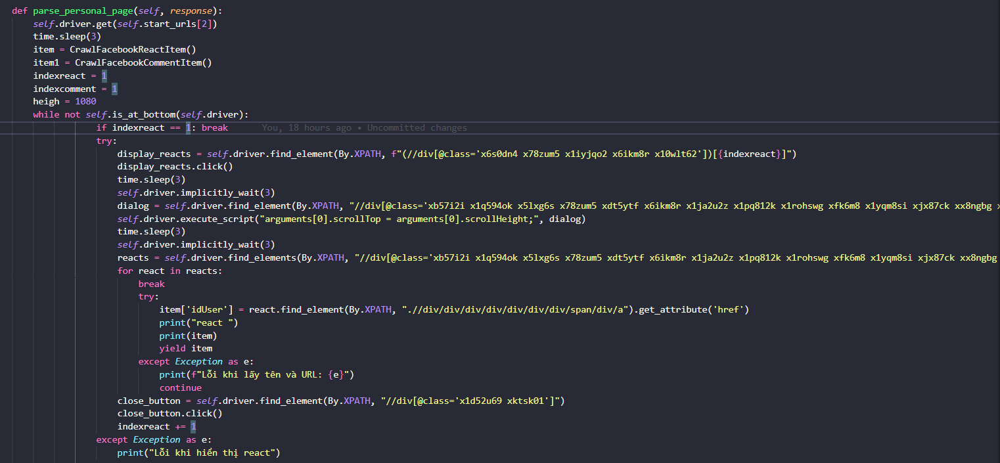 def parse_personal_page(self, response):
self.driver.get(self.start_urls[2])
time.sleep(3)
item = CrawlFacebookReactItem()
item1 = CrawlFacebookCommentItem()
indexreact = 1
indexcomment = 1
heigh = 1080
while not self.is_at_bottom(self.driver):
if indexreact == 1: break You, 18 hours ago • Uncommitted changes
try:
display_reacts = self.driver.find_element(By.XPATH, f"(//div[@class='x6s0dn4 x78zum5 x1iyjqo2 x6ikm8r x10wlt62'])[{indexreact}]")
display_reacts.click()
time.sleep(3)
self.driver.implicitly_wait(3)
dialog = self.driver.find_element(By.XPATH, "//div[@class='xb57i2i x1q594ok x5lxg6s x78zum5 xdt5ytf x6ikm8r x1ja2u2z x1pq812k x1rohswg xfk6m8 x1yqm8si xjx87ck xx8ngbg x
self.driver.execute_script("arguments[0].scrollTop = arguments[0].scrollHeight;", dialog)
time.sleep(3)
self.driver.implicitly_wait(3)
reacts = self.driver.find_elements(By.XPATH, "//div[@class='xb57i2i x1q594ok x5lxg6s x78zum5 xdt5ytf x6ikm8r x1ja2u2z x1pq812k x1rohswg xfk6m8 x1yqm8si xjx87ck xx8ngbg
for react in reacts:
break
try:
item['idUser'] = react.find_element(By.XPATH, ".//div/div/div/div/div/div/div/span/div/a").get_attribute('href')
print("react ")
print(item)
yield item
except Exception as e:
print(f"Lỗi khi lấy tên và URL: {e}")
continue
close_button = self.driver.find_element(By.XPATH, "//div[@class='x1d52u69 xktsk01']")
close_button.click()
indexreact += 1
except Exception as e:
print("Lỗi khi hiển thị react")